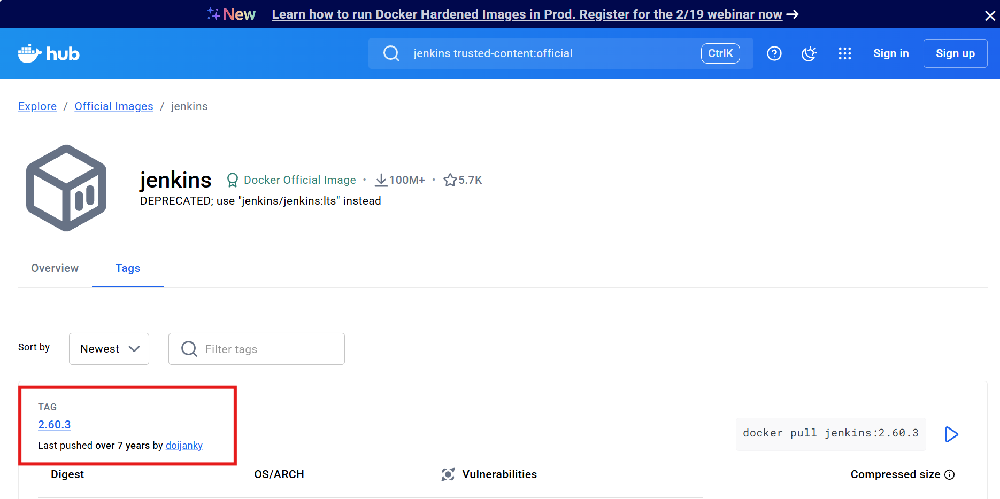 New Learn how to run Docker Hardened Images in Prod. Register for the 2/19 webinar now →
hub
jenkins trusted-content:official
CtrlK
Sign in
Sign up
Explore / Official Images / jenkins
jenkins Docker Official Image • 100M+ • 5.7K
DEPRECATED; use "jenkins/jenkins:lts" instead
Overview
Tags
Sort by
Newest
Filter tags
TAG
2.60.3
Last pushed over 7 years by doijanky
docker pull jenkins:2.60.3
Digest
OS/ARCH
Vulnerabilities
Compressed size